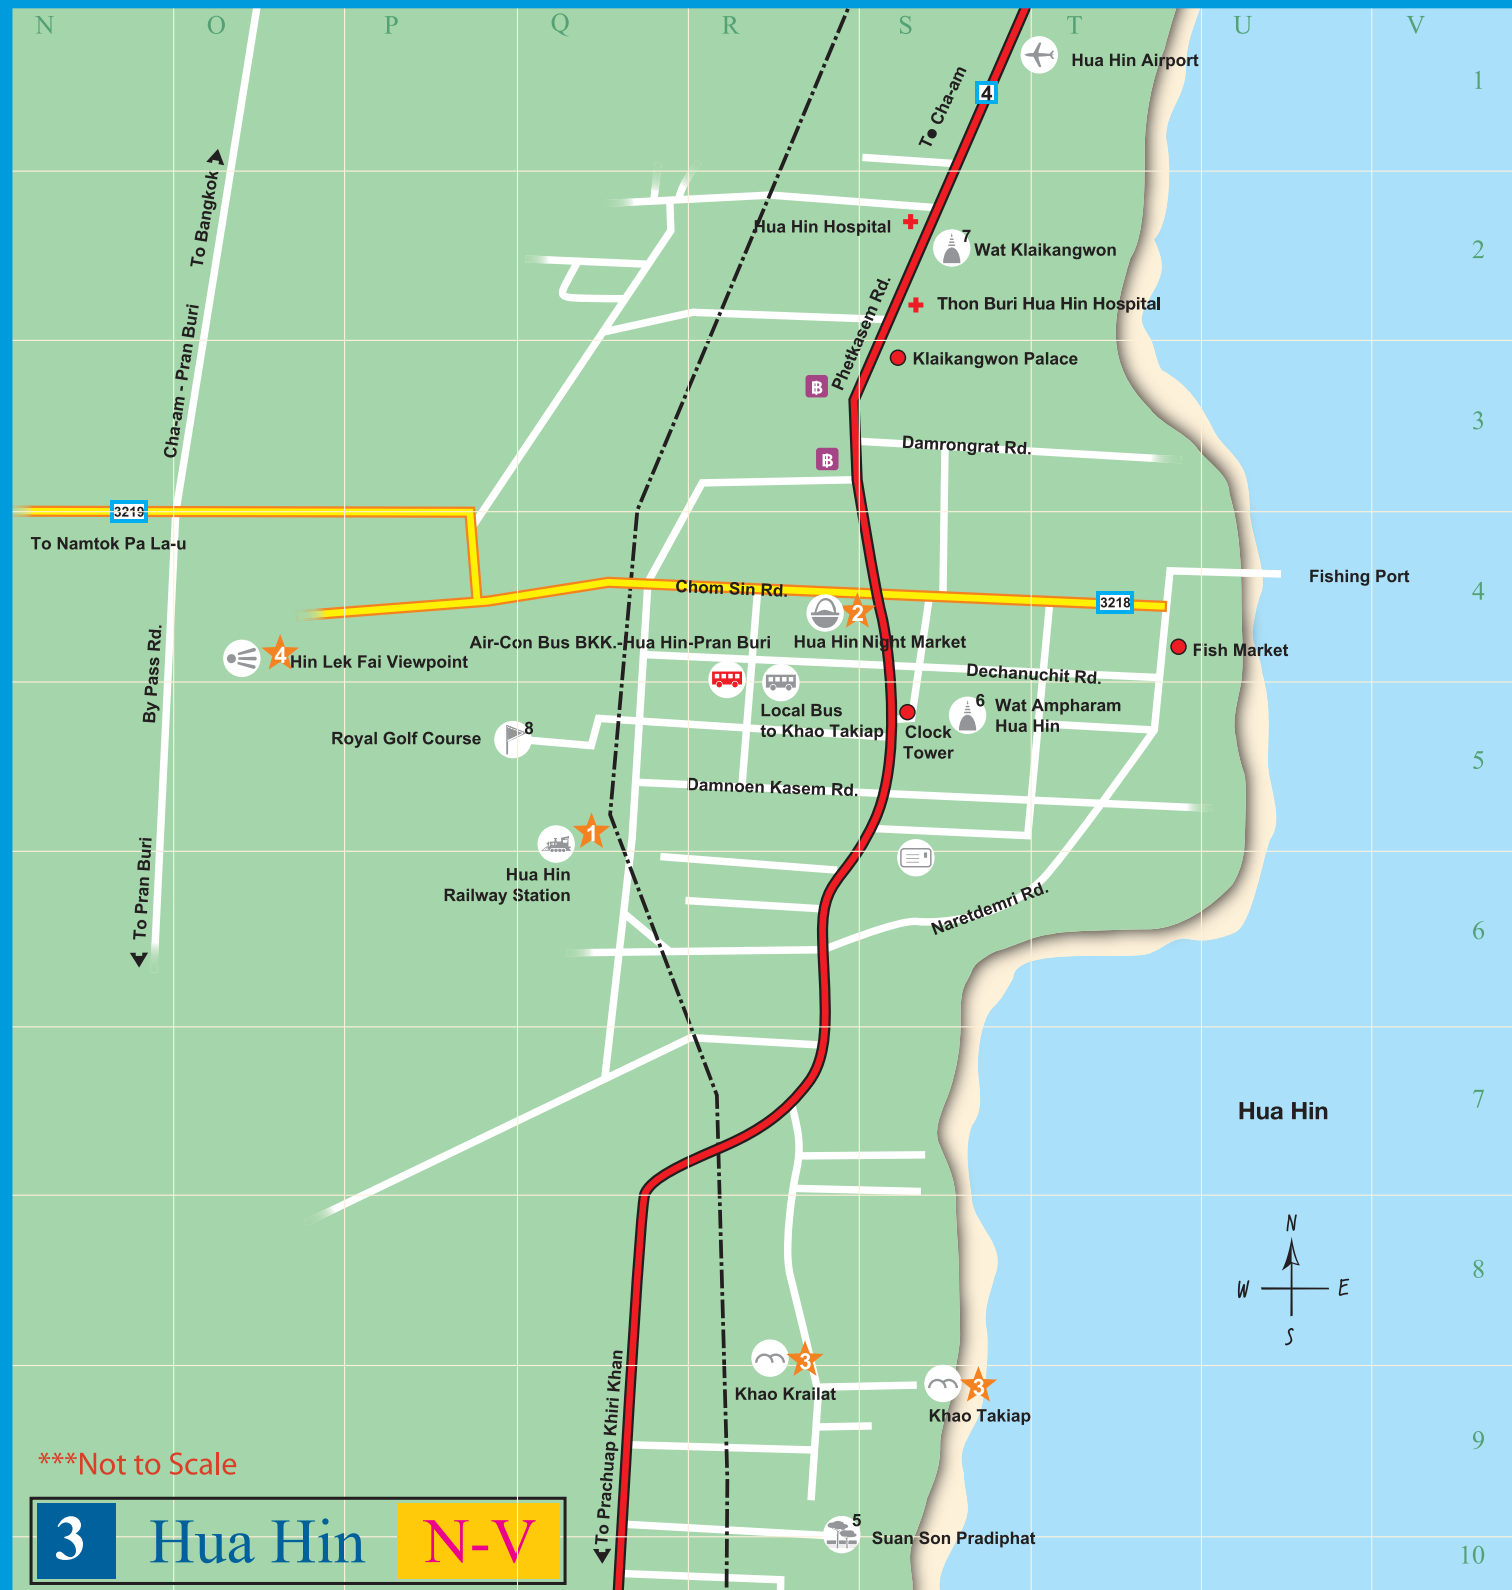 N O P Q R S T U V
Hua Hin Airport
1
4
To Cha-am
To Bangkok
Hua Hin Hospital
7
Wat Klaikangwon
2
Thon Buri Hua Hin Hospital
Phetkasem Rd.
Cha-am - Pran Buri
Klaikangwon Palace
฿
3
Damrongrat Rd.
฿
3219
To Namtok Pa La-u
Chom Sin Rd.
Fishing Port
4
3218
2
Hua Hin Night Market
Air-Con Bus BKK.-Hua Hin-Pran Buri
4
Hin Lek Fai Viewpoint
Fish Market
Dechanuchit Rd.
By Pass Rd.
Local Bus
to Khao Takiap
Clock
Tower
6
Wat Ampharam
Hua Hin
8
Royal Golf Course
5
Damnoen Kasem Rd.
1
Hua Hin
Railway Station
To Pran Buri
Naretdemri Rd.
6
7
Hua Hin
N
W E
S
8
3
Khao Krailat
3
Khao Takiap
To Prachuap Khiri Khan
9
***Not to Scale
3 Hua Hin N-V
5
Suan Son Pradiphat
10